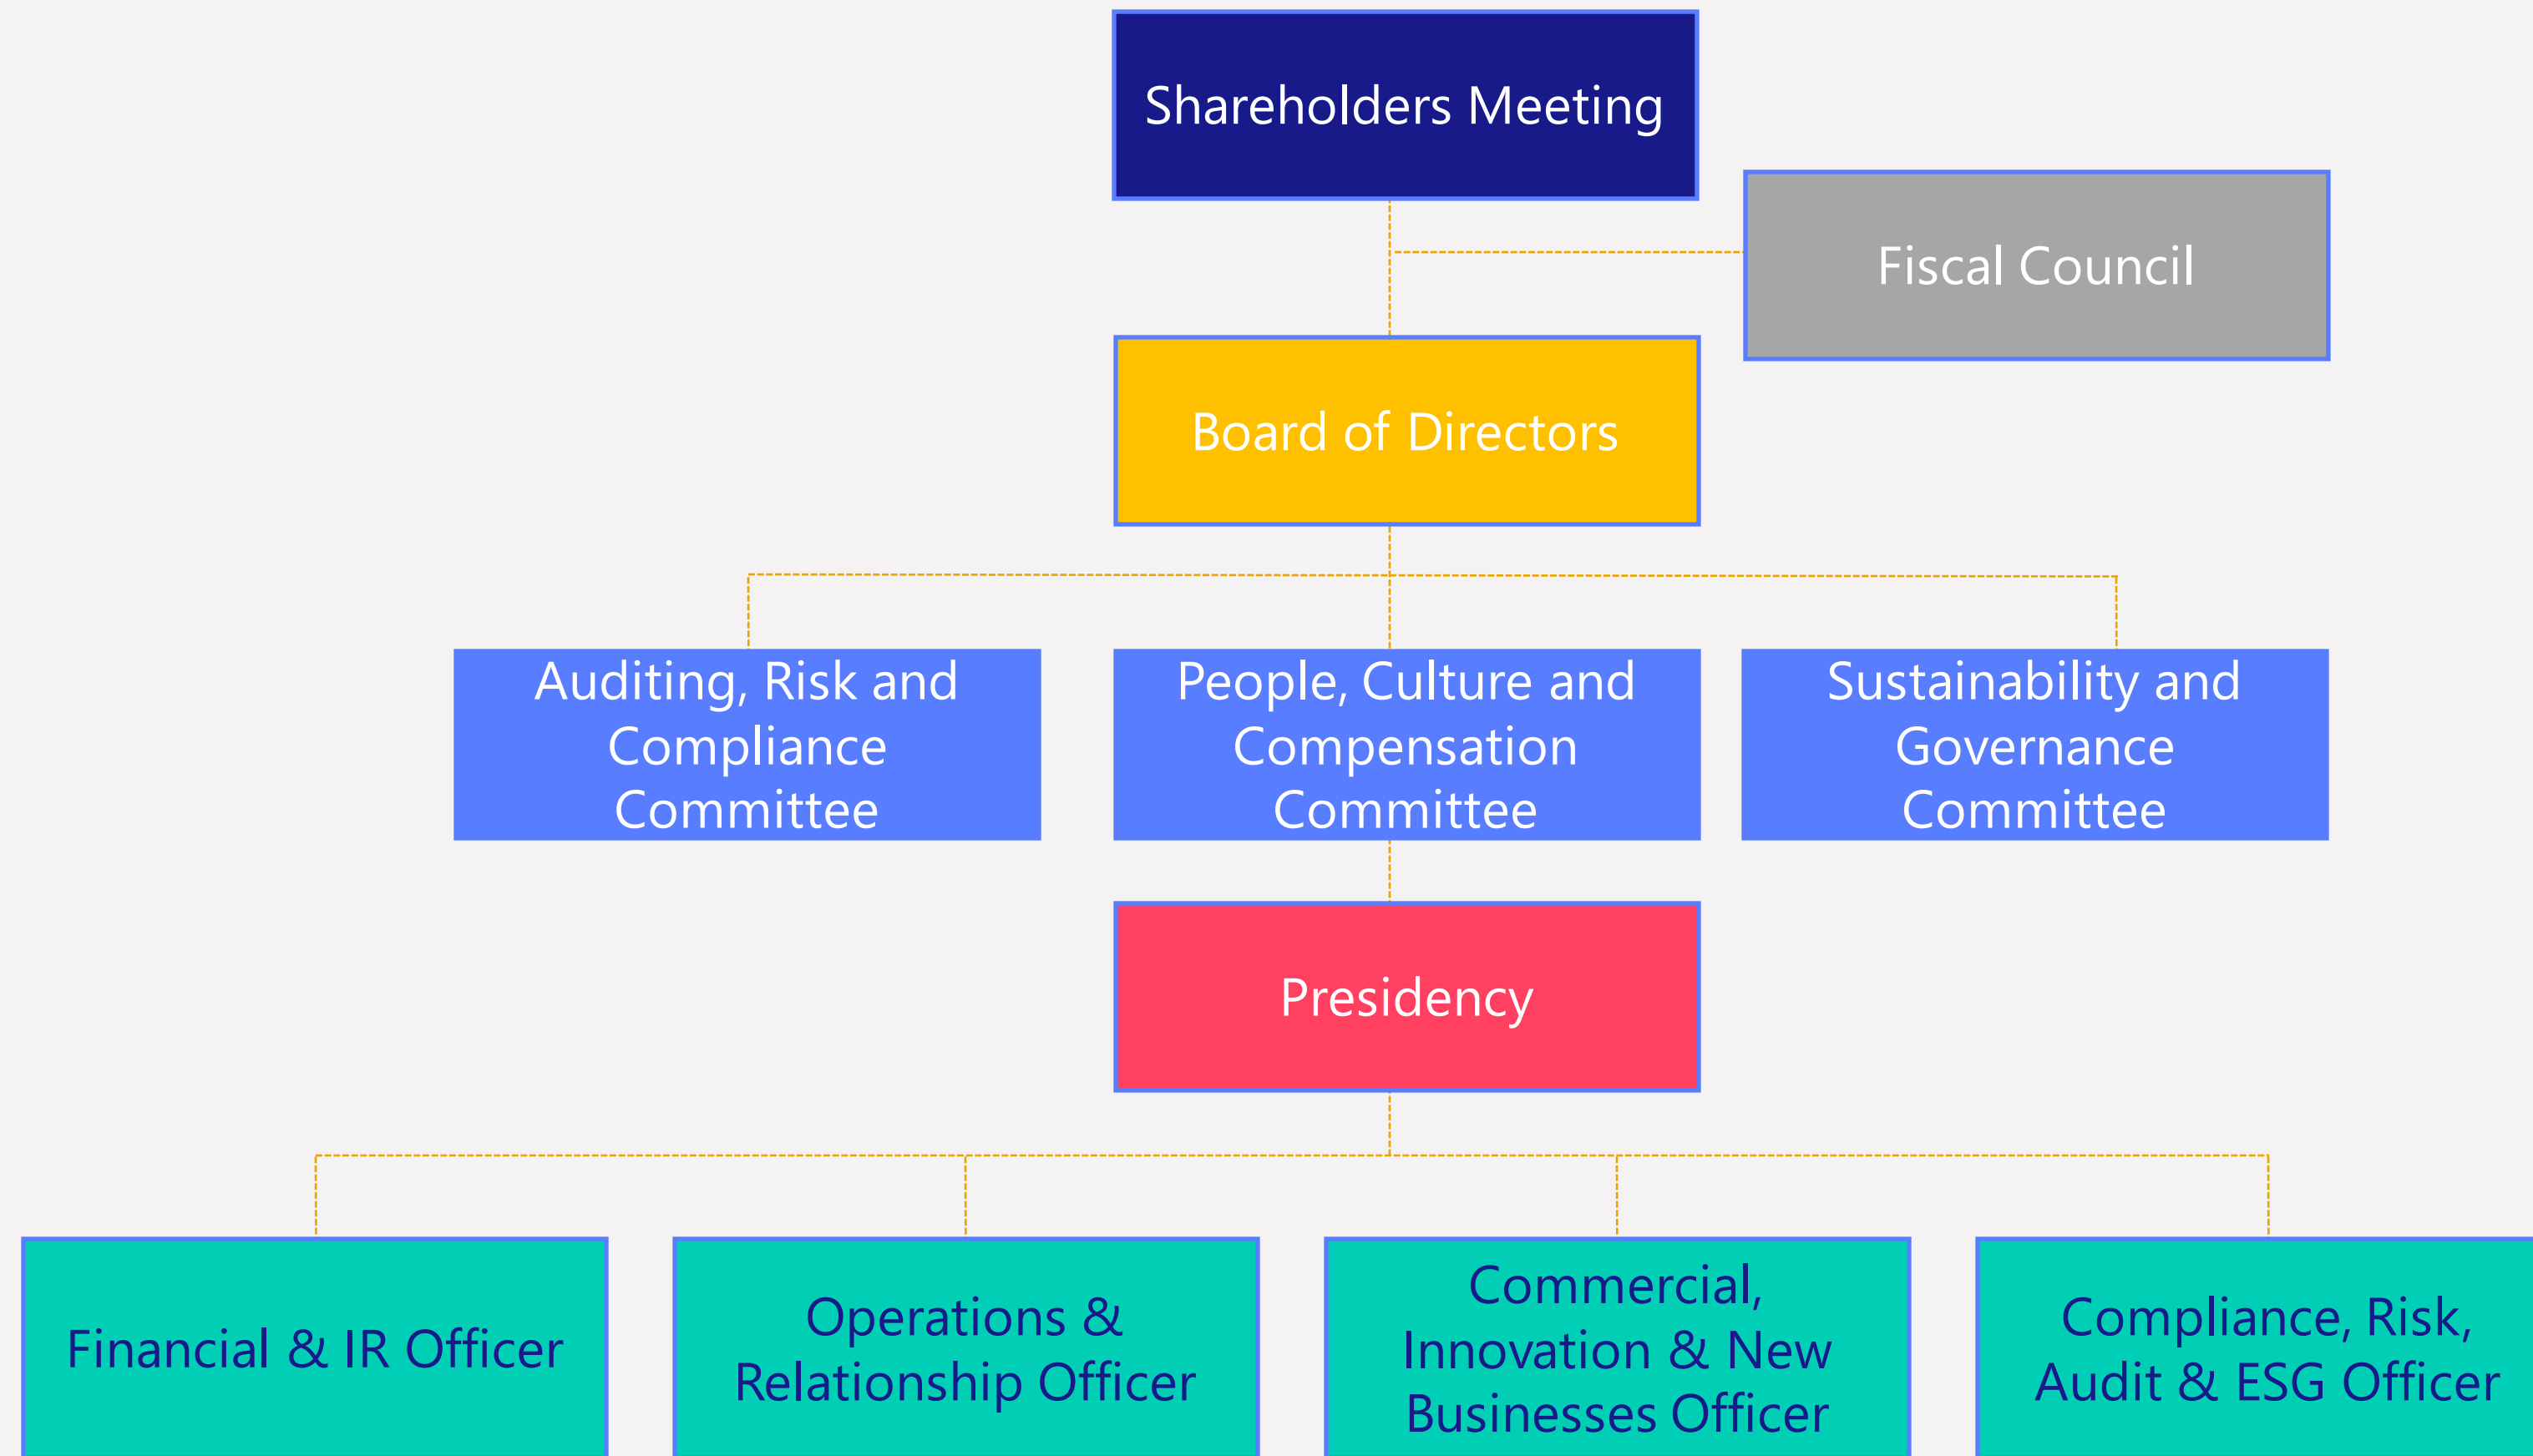 Shareholders Meeting
Fiscal Council
Board of Directors
Auditing, Risk and
Compliance
Committee
People, Culture and
Compensation
Committee
Sustainability and
Governance
Committee
Presidency
Financial & IR Officer
Operations &
Relationship Officer
Commercial,
Innovation & New
Businesses Officer
Compliance, Risk,
Audit & ESG Officer